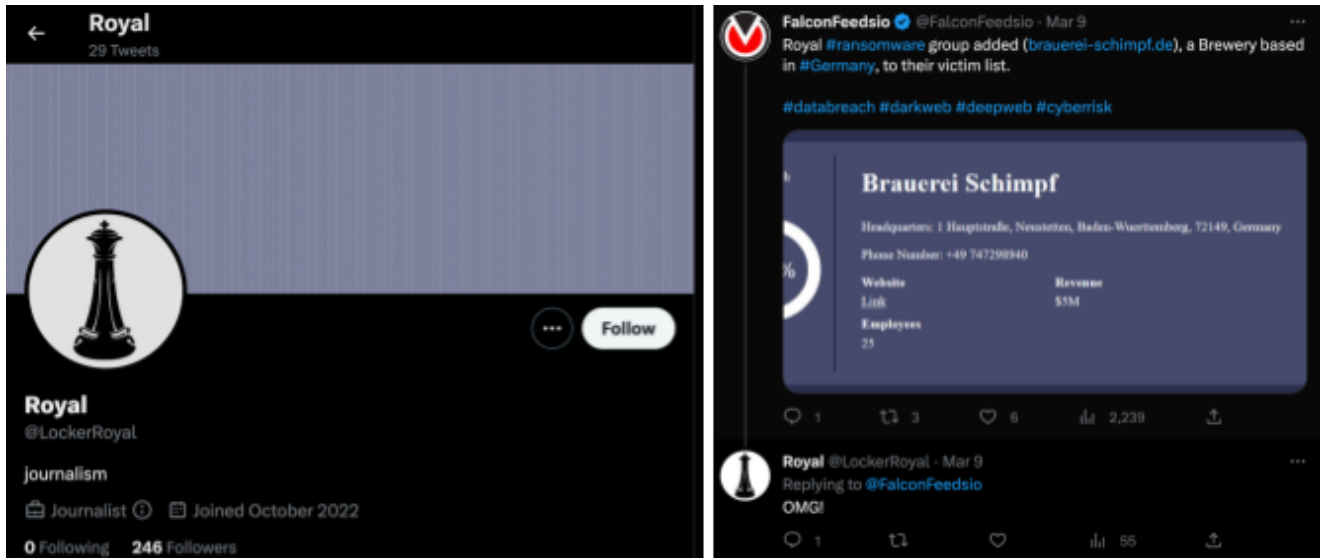 Royal
29 Tweets
Follow
Royal
@LockerRoyal
journalism
Journalist Joined October 2022
0 Following 246 Followers
FalconFeedsio @FalconFeedsio · Mar 9
Royal #ransomware group added (brauerei-schimpf.de), a Brewery based
in #Germany, to their victim list.
#databreach #darkweb #deepweb #cyberrisk
h
%
Brauerei Schimpf
Headquarters: 1 Hauptstraße, Neustetten, Baden-Wuerttemberg, 72149, Germany
Phone Number: +49 747298940
Website Revenue
Link $5M
Employees
25
1 3 6 2,239
Royal @LockerRoyal · Mar 9
Replying to @FalconFeedsio
OMG!
1 55